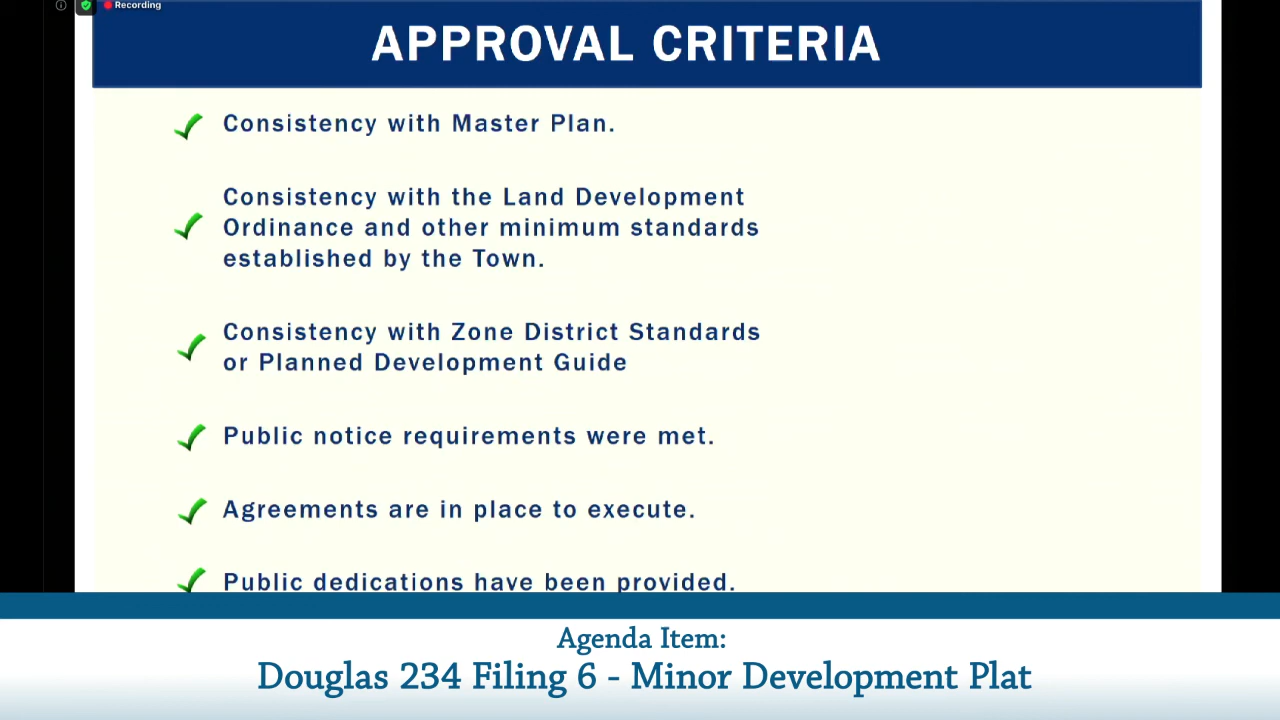 Recording
APPROVAL CRITERIA
Consistency with Master Plan.
Consistency with the Land Development
Ordinance and other minimum standards
established by the Town.
Consistency with Zone District Standards
or Planned Development Guide
Public notice requirements were met.
Agreements are in place to execute.
Public dedications have been provided.
Agenda Item:
Douglas 234 Filing 6 - Minor Development Plat